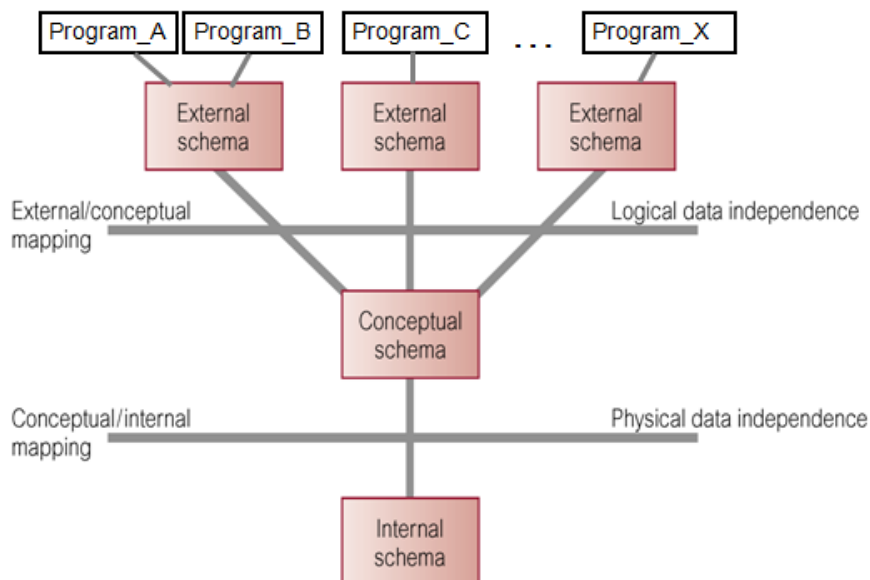 Program_A
Program_B
Program_C
. . .
Program_X
External
schema
External
schema
External
schema
External/conceptual
mapping
Logical data independence
Conceptual
schema
Conceptual/internal
mapping
Physical data independence
Internal
schema